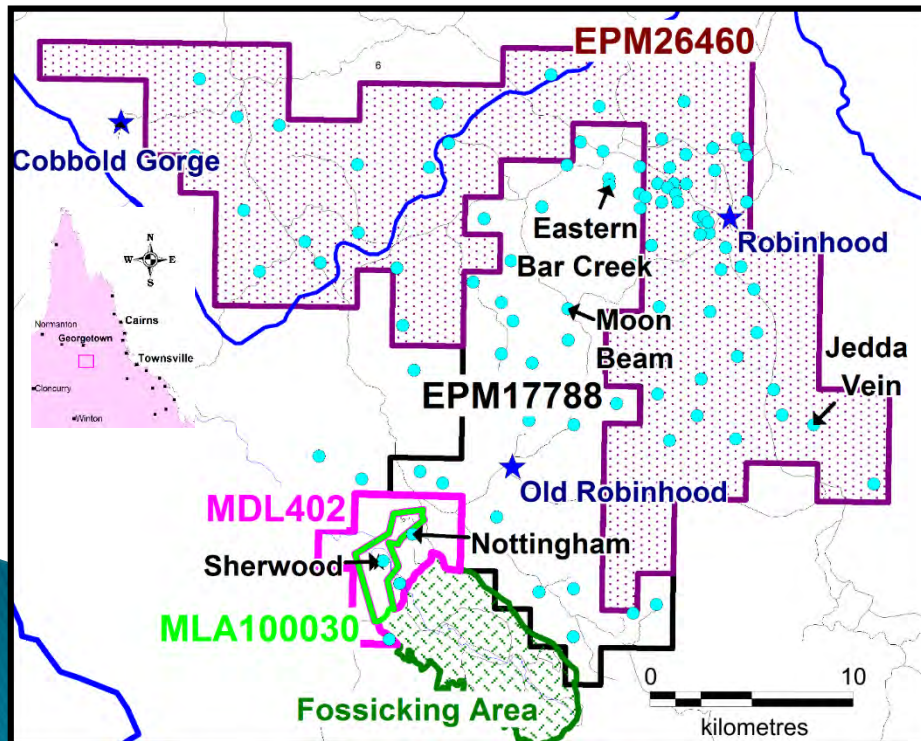 EPM26460
6
Cobbold Gorge
Eastern
Bar Creek
Robinhood
N
W E
S
Normanton
Cairns
Georgetown
Townsville
Cloncurry
Winton
Moon
Beam
Jedda
Vein
EPM17788
Old Robinhood
MDL402
Nottingham
Sherwood
MLA100030
Fossicking Area
0 10
kilometres